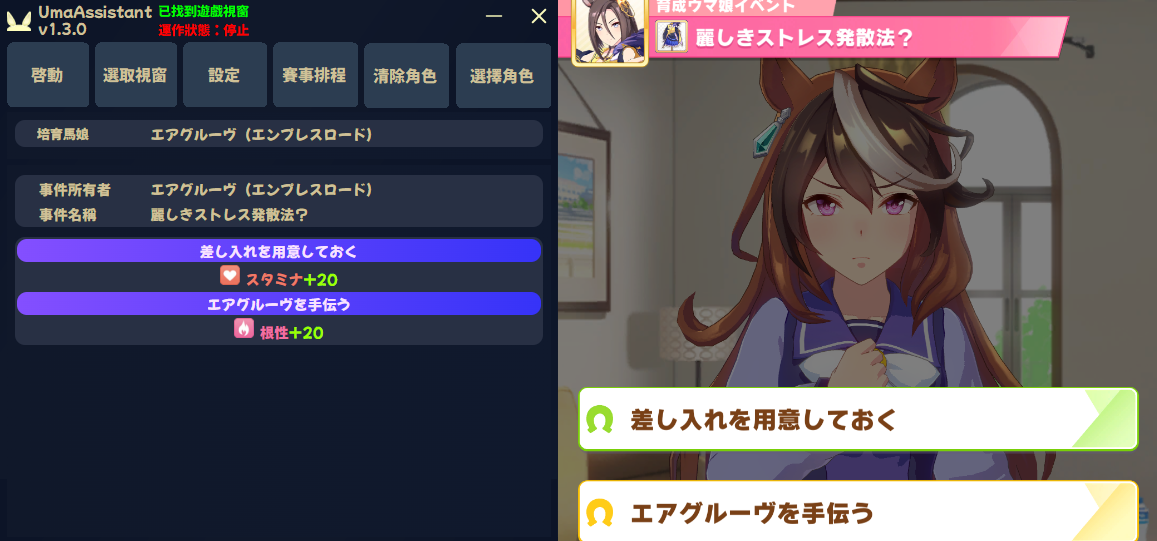 UmaAssistant 已找到遊戲視窗
v1.3.0 運作狀態：停止
啓動 選取視窗 設定 賽事排程 清除角色 選擇角色
培育馬娘 エアグルーヴ（エンプレスロード）
事件所有者 エアグルーヴ（エンプレスロード）
事件名稱 麗しきストレス発散法？
差し入れを用意しておく
スタミナ+20
エアグルーヴを手伝う
根性+20
育成ウマ娘イベント
麗しきストレス発散法？
差し入れを用意しておく
エアグルーヴを手伝う